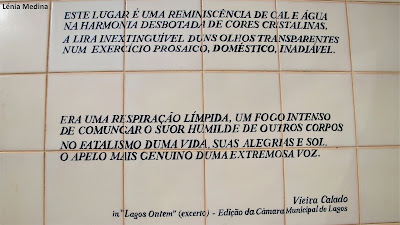 Lénia Medina
ESTE LUGAR É UMA REMINISCÊNCIA DE CAL E ÁGUA
NA HARMONIA DESBOTADA DE CORES CRISTALINAS.
A LIRA INEXTINGUÍVEL DUNS OLHOS TRANSPARENTES
NUM EXERCÍCIO PROSAICO, DOMÉSTICO, INADIÁVEL.
ERA UMA RESPIRAÇÃO LÍMPIDA, UM FOGO INTENSO
DE COMUNGAR O SUOR HUMILDE DE OUTROS CORPOS
NO FATALISMO DUMA VIDA, SUAS ALEGRIAS E SOL.
O APELO MAIS GENUINO DUMA EXTREMOSA VOZ.
Vieira Calado
in "Lagos Ontem" (excerto) - Edição da Câmara Municipal de Lagos